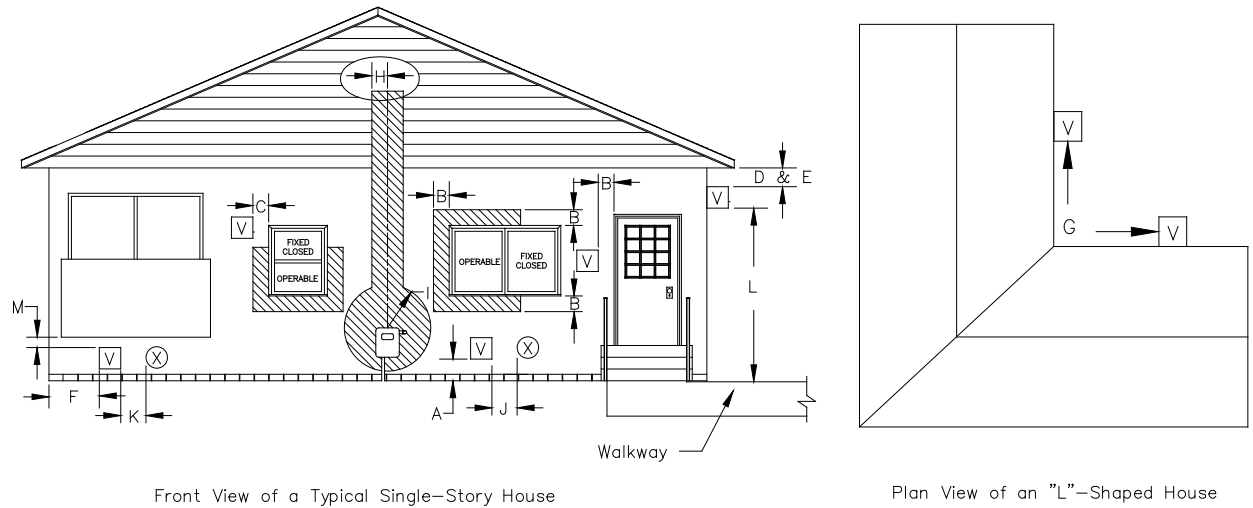 H
D & E
B
B
C
B
V
V
V
V
FIXED
CLOSED
OPERABLE
OPERABLE
FIXED
CLOSED
V
G
V
I
B
L
M
V
X
V
X
F
K
A
J
Walkway
Front View of a Typical Single-Story House
Plan View of an "L"-Shaped House